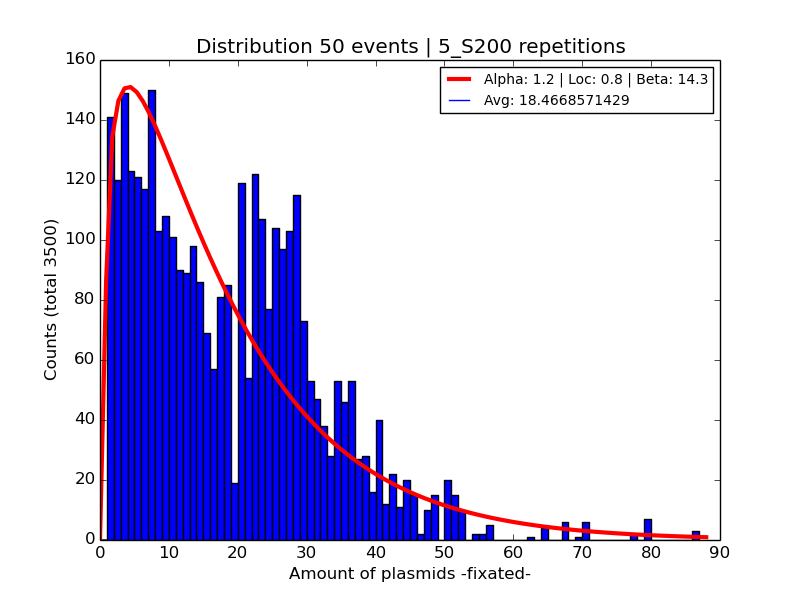 Distribution 50 events | 5_S200 repetitions
Alpha: 1.2 | Loc: 0.8 | Beta: 14.3
Avg: 18.4668571429
Counts (total 3500)
160
140
120
100
80
60
40
20
0
0 10 20 30 40 50 60 70 80 90
Amount of plasmids -fixated-